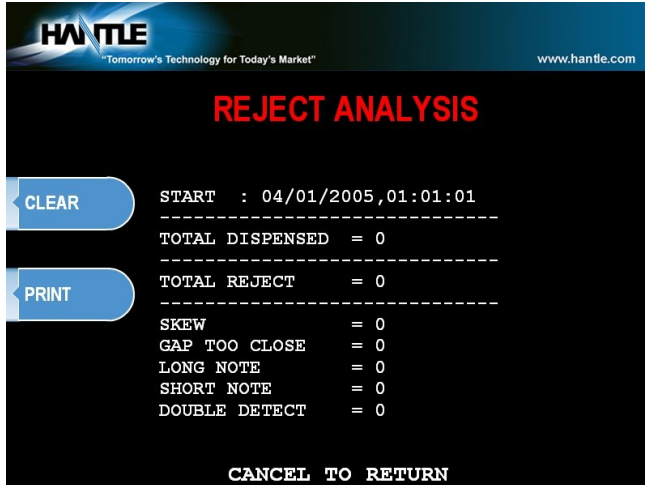 HANTLE
"Tomorrow's Technology for Today's Market"
www.hantle.com
REJECT ANALYSIS
CLEAR
START : 04/01/2005,01:01:01
------------------------------
TOTAL DISPENSED = 0
------------------------------
PRINT
TOTAL REJECT = 0
------------------------------
SKEW = 0
GAP TOO CLOSE = 0
LONG NOTE = 0
SHORT NOTE = 0
DOUBLE DETECT = 0
CANCEL TO RETURN